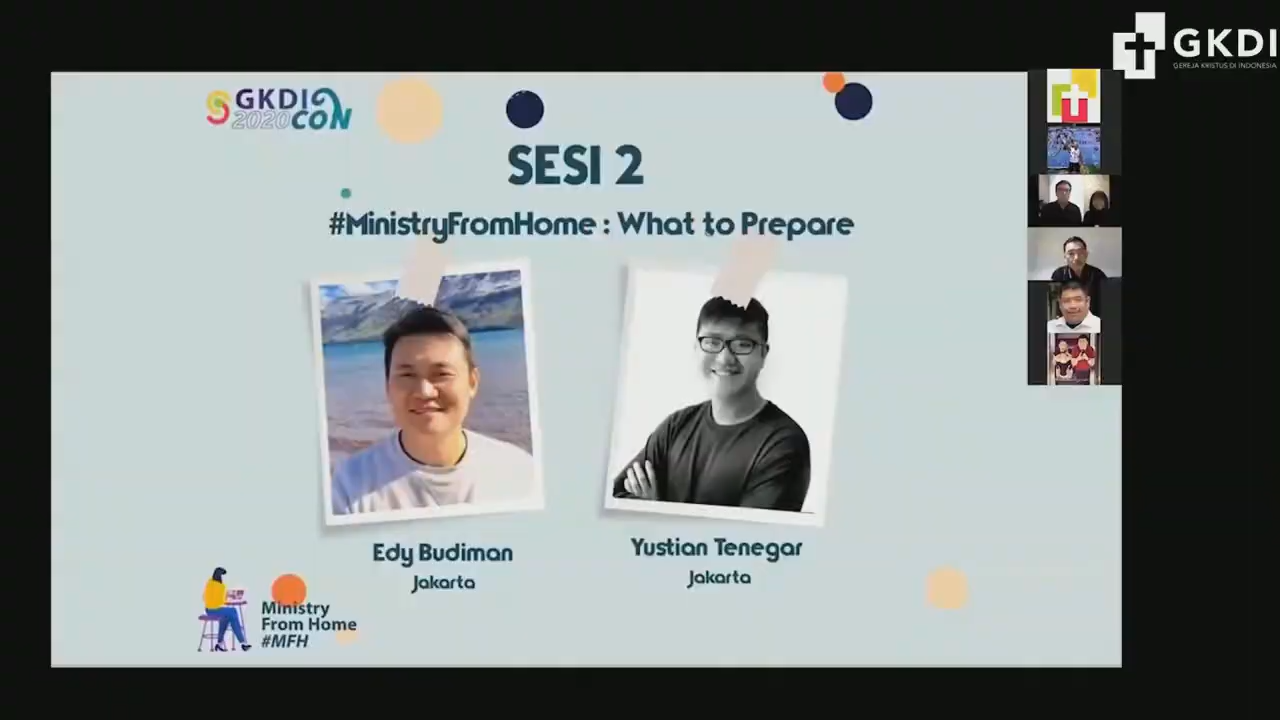 GKDI
GEREJA KRISTUS DI INDONESIA
GKDI
2020 CON
SESI 2
#MinistryFromHome : What to Prepare
Edy Budiman
Jakarta
Yustian Tenegar
Jakarta
Ministry
From Home
#MFH